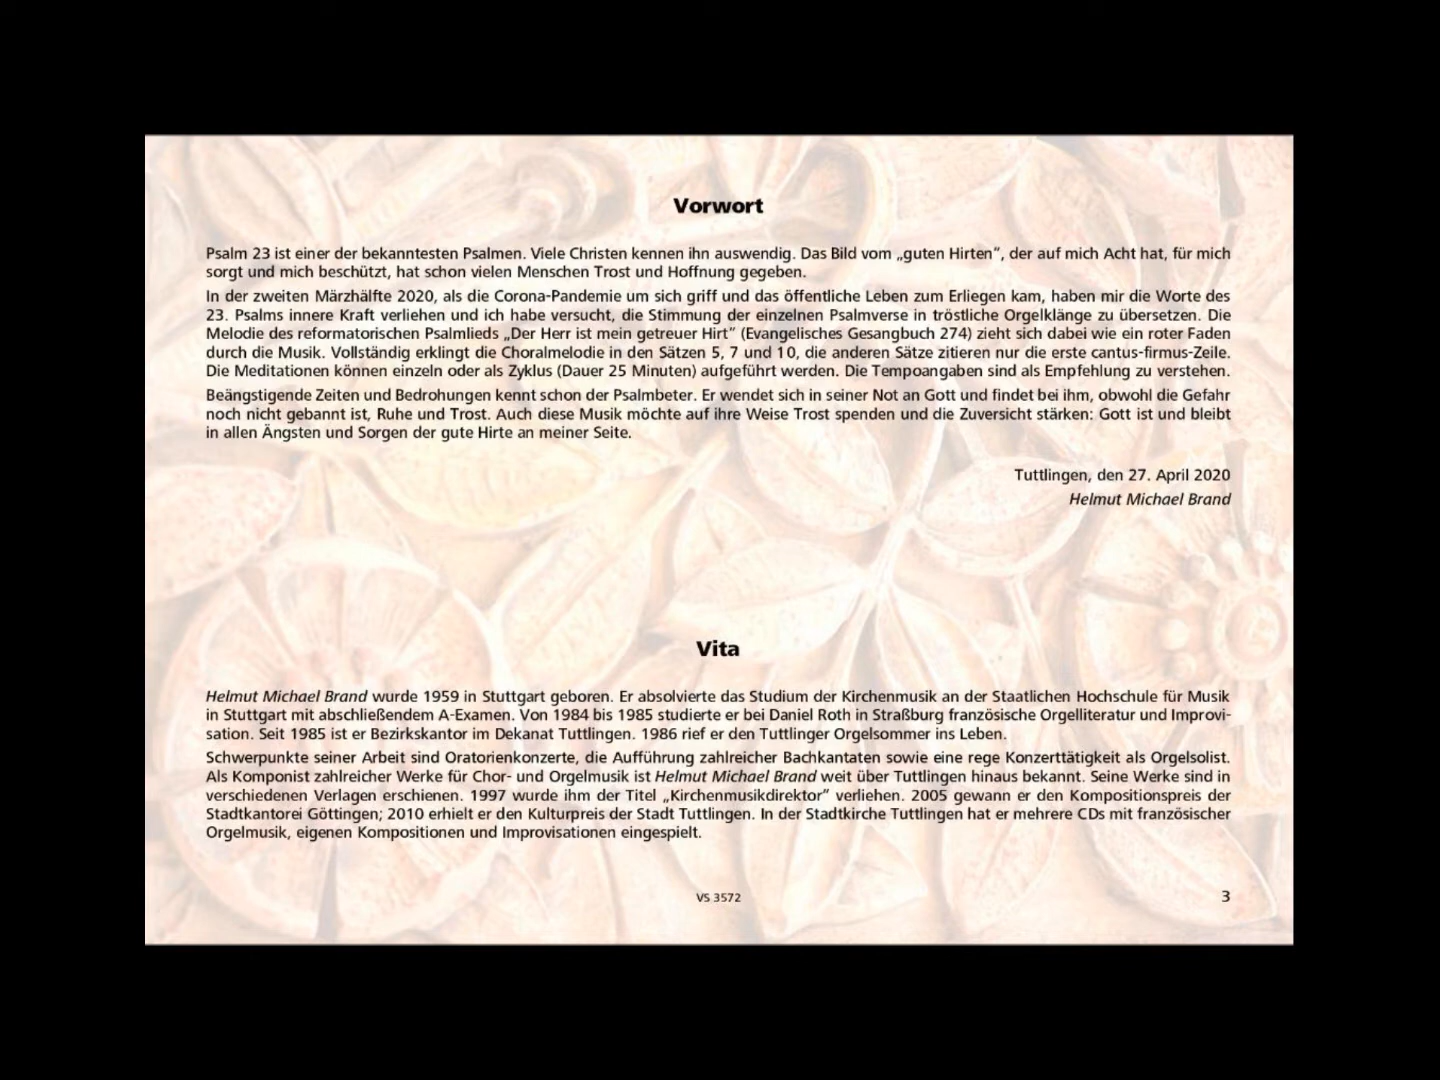 Vorwort
Psalm 23 ist einer der bekanntesten Psalmen. Viele Christen kennen ihn auswendig. Das Bild vom „guten Hirten“, der auf mich Acht hat, für mich
sorgt und mich beschützt, hat schon vielen Menschen Trost und Hoffnung gegeben.
In der zweiten Märzhälfte 2020, als die Corona-Pandemie um sich griff und das öffentliche Leben zum Erliegen kam, haben mir die Worte des
23. Psalms innere Kraft verliehen und ich habe versucht, die Stimmung der einzelnen Psalmverse in tröstliche Orgelklänge zu übersetzen. Die
Melodie des reformatorischen Psalmlieds „Der Herr ist mein getreuer Hirt“ (Evangelisches Gesangbuch 274) zieht sich dabei wie ein roter Faden
durch die Musik. Vollständig erklingt die Choralmelodie in den Sätzen 5, 7 und 10, die anderen Sätze zitieren nur die erste cantus-firmus-Zeile.
Die Meditationen können einzeln oder als Zyklus (Dauer 25 Minuten) aufgeführt werden. Die Tempoangaben sind als Empfehlung zu verstehen.
Beängstigende Zeiten und Bedrohungen kennt schon der Psalmbeter. Er wendet sich in seiner Not an Gott und findet bei ihm, obwohl die Gefahr
noch nicht gebannt ist, Ruhe und Trost. Auch diese Musik möchte auf ihre Weise Trost spenden und die Zuversicht stärken: Gott ist und bleibt
in allen Ängsten und Sorgen der gute Hirte an meiner Seite.
Tuttlingen, den 27. April 2020
Helmut Michael Brand
Vita
Helmut Michael Brand wurde 1959 in Stuttgart geboren. Er absolvierte das Studium der Kirchenmusik an der Staatlichen Hochschule für Musik
in Stuttgart mit abschließendem A-Examen. Von 1984 bis 1985 studierte er bei Daniel Roth in Straßburg französische Orgelliteratur und Improvi-
sation. Seit 1985 ist er Bezirkskantor im Dekanat Tuttlingen. 1986 rief er den Tuttlinger Orgelsommer ins Leben.
Schwerpunkte seiner Arbeit sind Oratorienkonzerte, die Aufführung zahlreicher Bachkantaten sowie eine rege Konzerttätigkeit als Orgelsolist.
Als Komponist zahlreicher Werke für Chor- und Orgelmusik ist Helmut Michael Brand weit über Tuttlingen hinaus bekannt. Seine Werke sind in
verschiedenen Verlagen erschienen. 1997 wurde ihm der Titel „Kirchenmusikdirektor“ verliehen. 2005 gewann er den Kompositionspreis der
Stadtkantorei Göttingen; 2010 erhielt er den Kulturpreis der Stadt Tuttlingen. In der Stadtkirche Tuttlingen hat er mehrere CDs mit französischer
Orgelmusik, eigenen Kompositionen und Improvisationen eingespielt.
VS 3572
3